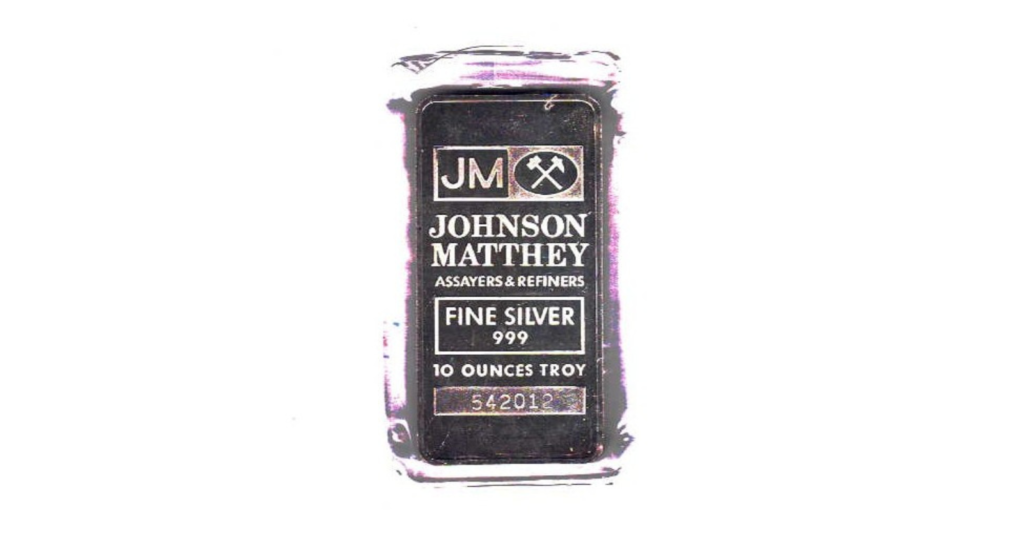 JM
JOHNSON
MATTHEY
ASSAYERS & REFINERS
FINE SILVER
999
10 OUNCES TROY
542012